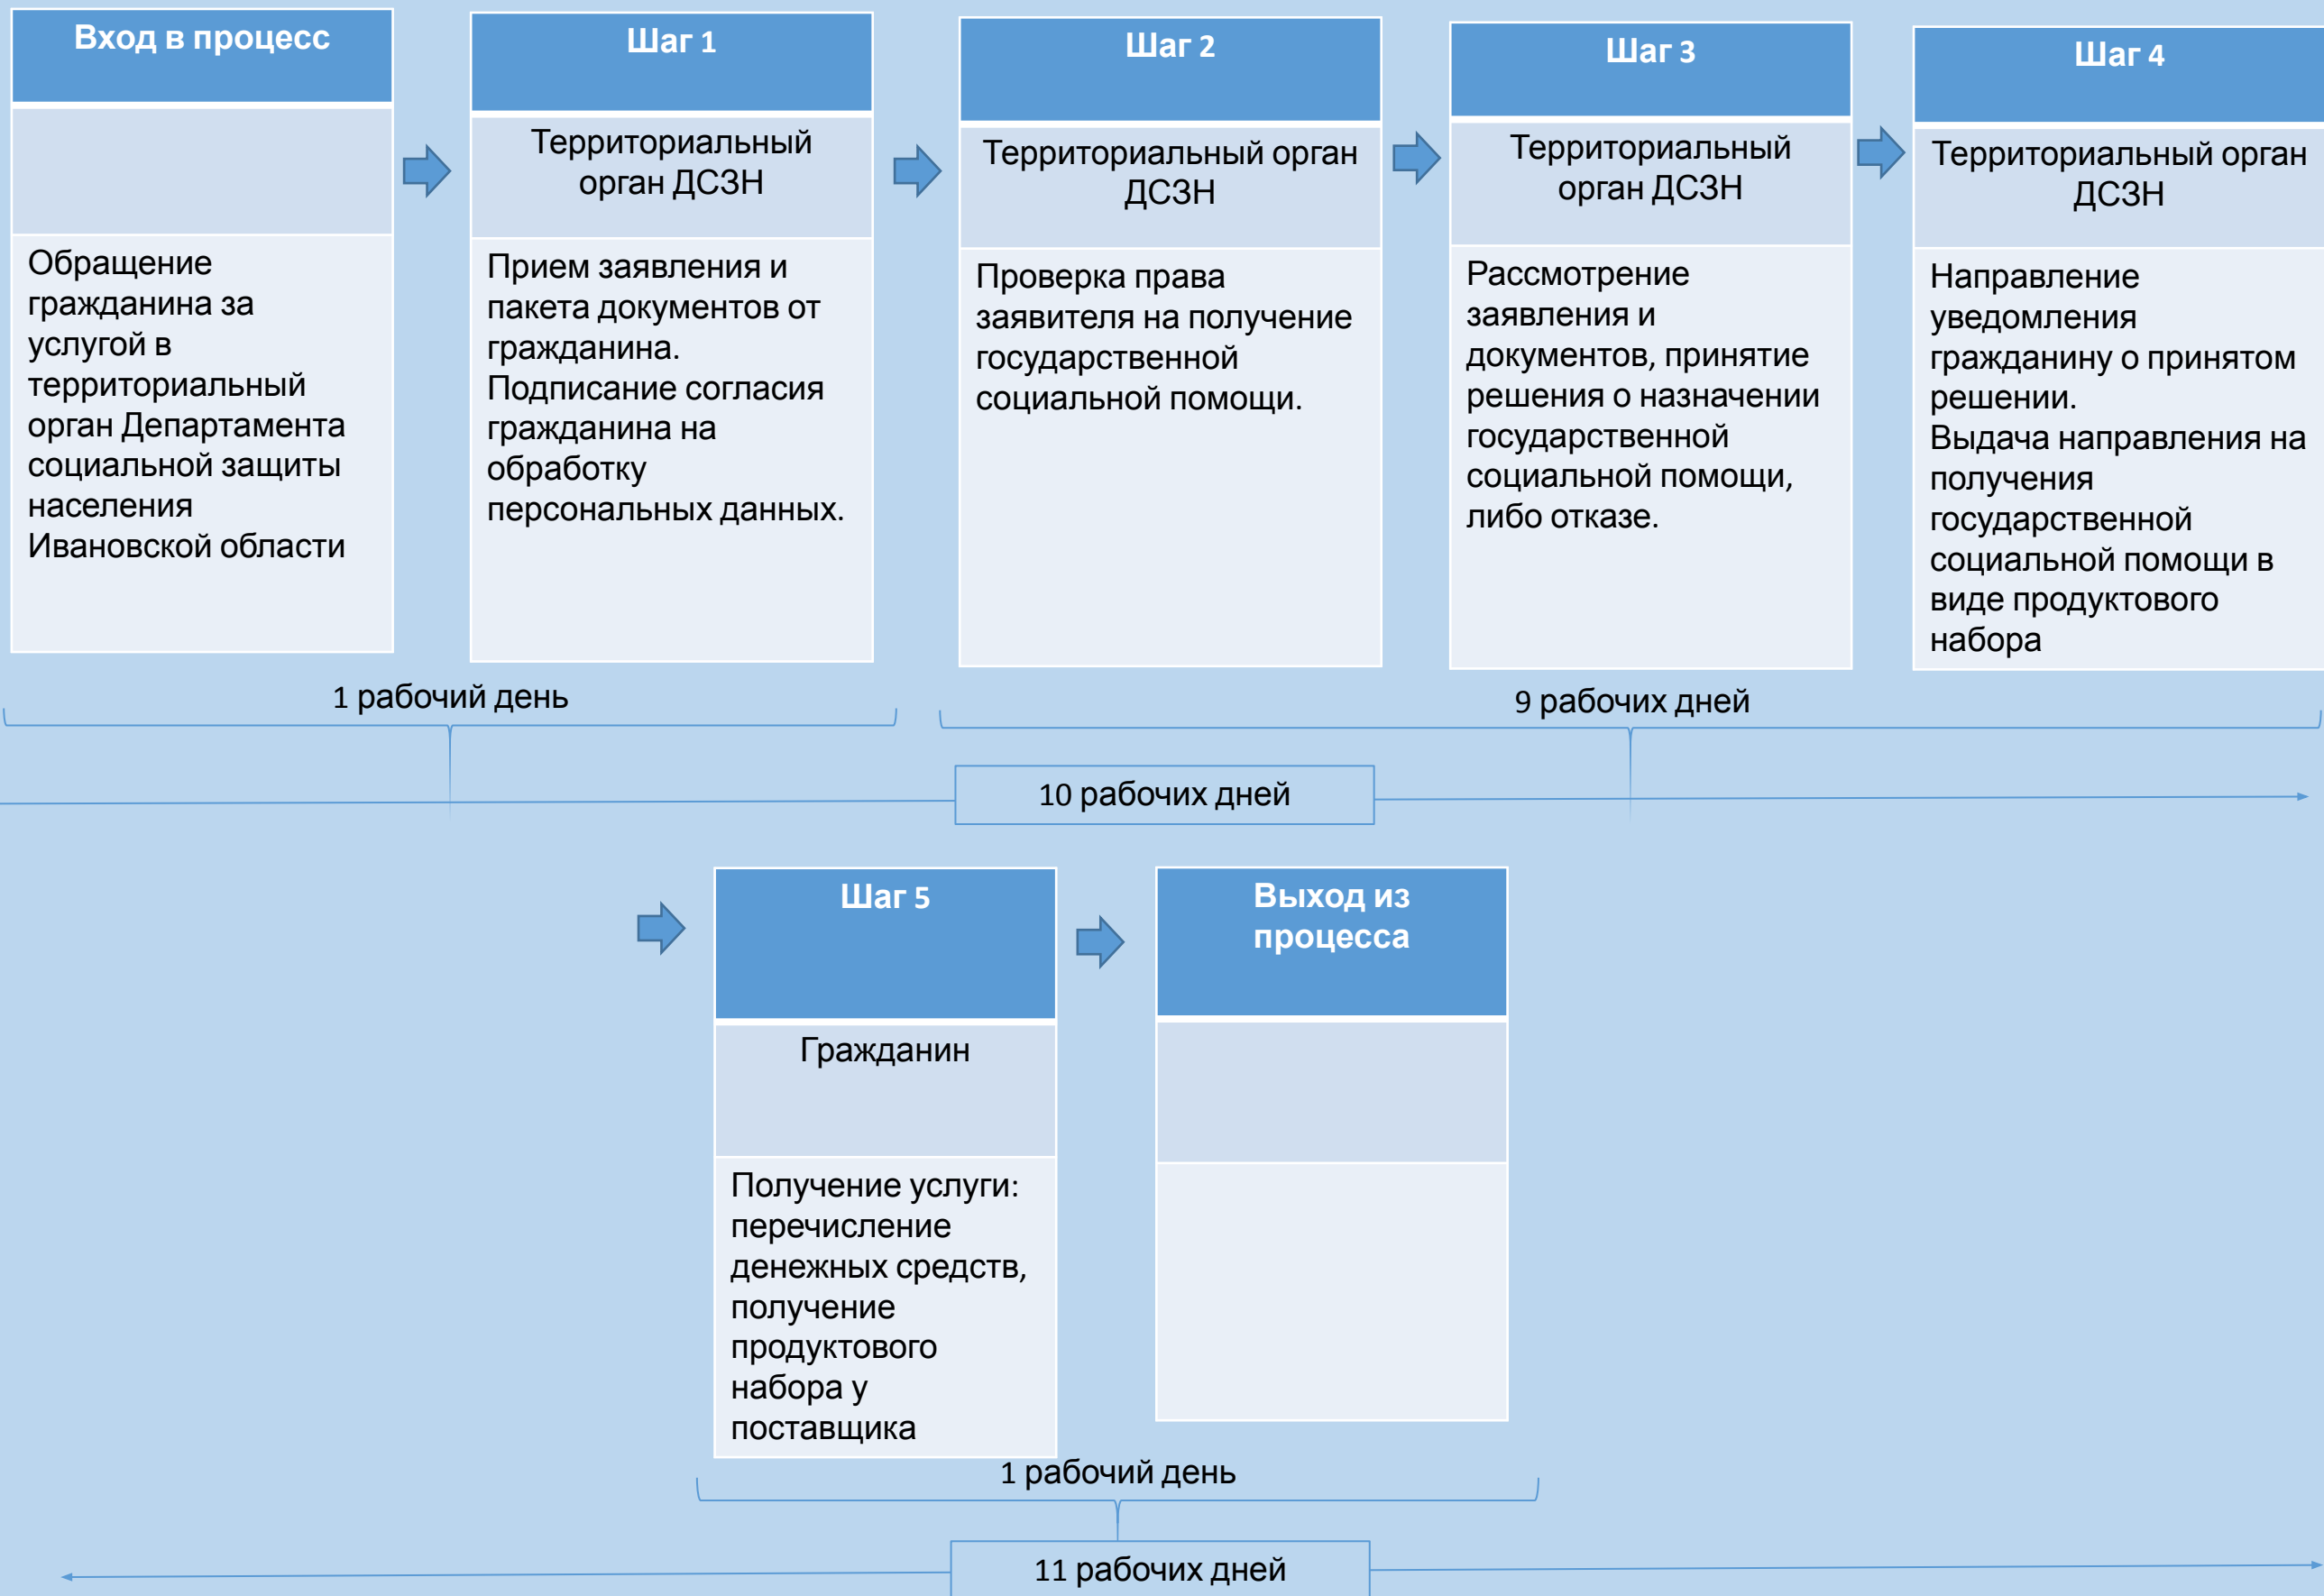 Вход в процесс
Обращение
гражданина за
услугой в
территориальный
орган Департамента
социальной защиты
населения
Ивановской области
Шаг 1
Территориальный
орган ДСЗН
Прием заявления и
пакета документов от
гражданина.
Подписание согласия
гражданина на
обработку
персональных данных.
Шаг 2
Территориальный орган
ДСЗН
Проверка права
заявителя на получение
государственной
социальной помощи.
Шаг 3
Территориальный
орган ДСЗН
Рассмотрение
заявления и
документов, принятие
решения о назначении
государственной
социальной помощи,
либо отказе.
Шаг 4
Территориальный орган
ДСЗН
Направление
уведомления
гражданину о принятом
решении.
Выдача направления на
получения
государственной
социальной помощи в
виде продуктового
набора
1 рабочий день
9 рабочих дней
10 рабочих дней
Шаг 5
Гражданин
Получение услуги:
перечисление
денежных средств,
получение
продуктового
набора у
поставщика
Выход из
процесса
1 рабочий день
11 рабочих дней